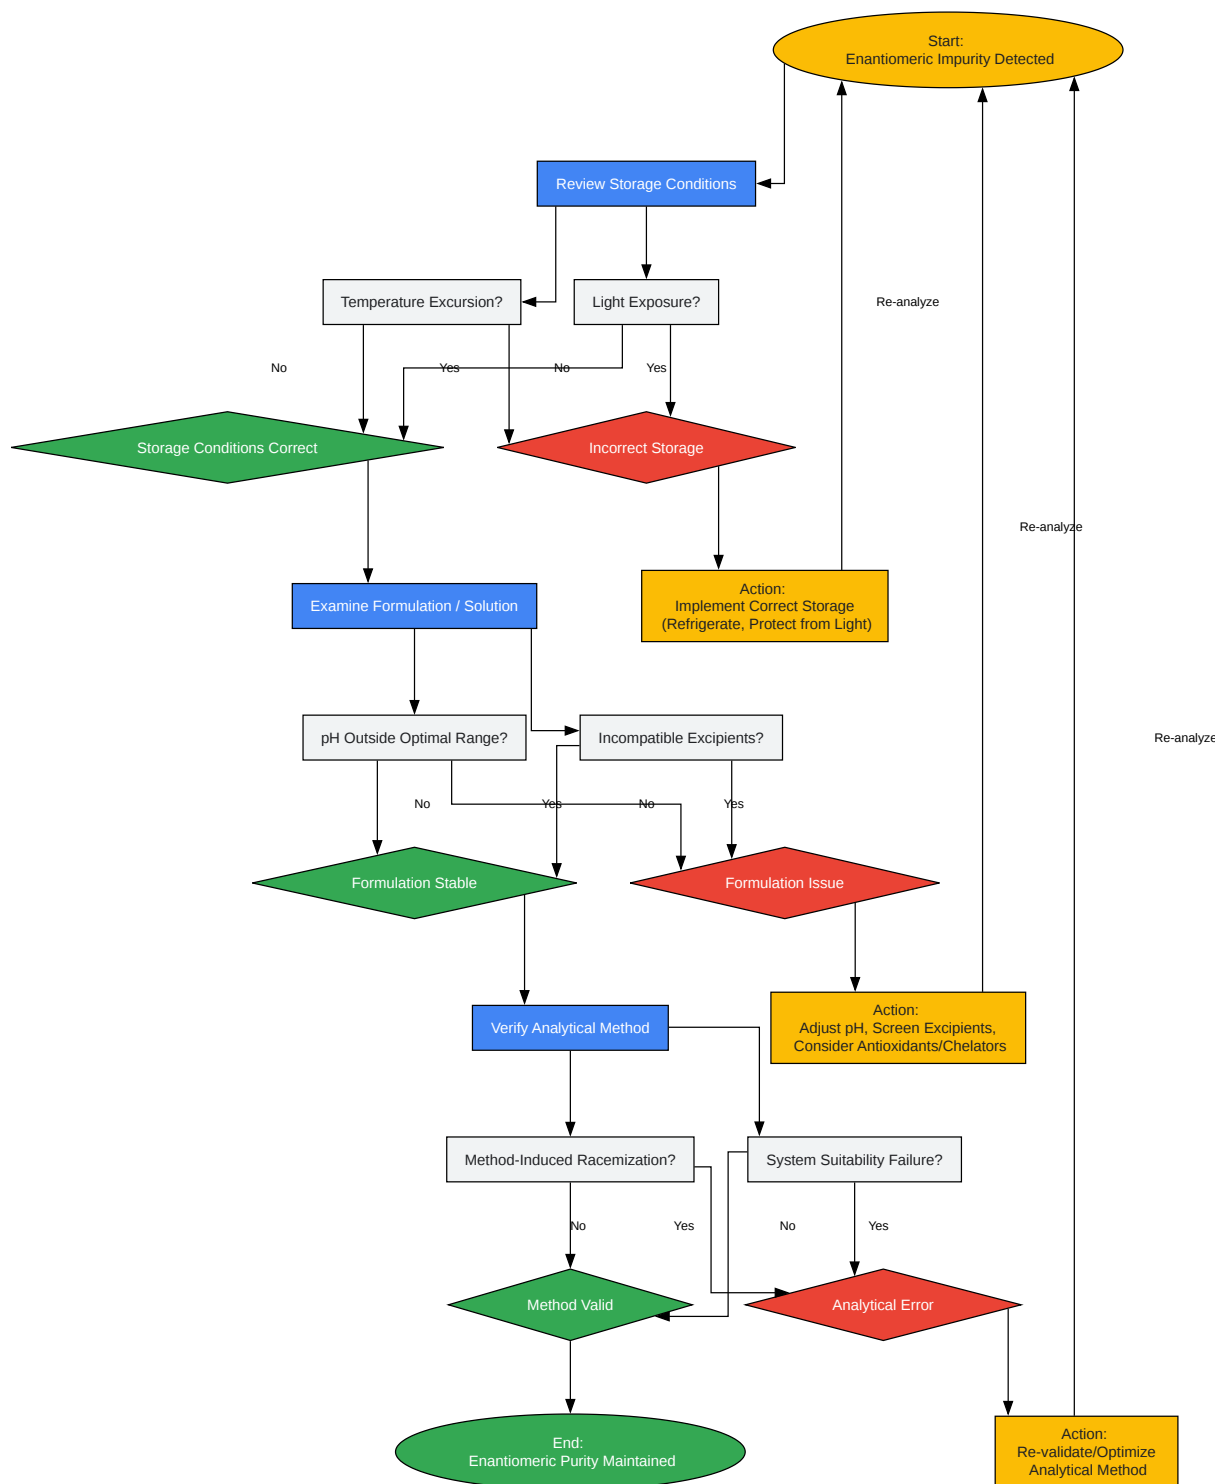 Start:
Enantiomeric Impurity Detected
Review Storage Conditions
Temperature Excursion?
Light Exposure?
Re-analyze
No
Yes
No
Yes
Storage Conditions Correct
Incorrect Storage
Re-analyze
Action:
Implement Correct Storage
(Refrigerate, Protect from Light)
Examine Formulation / Solution
pH Outside Optimal Range?
Incompatible Excipients?
Re-analyze
No
Yes
No
Yes
Formulation Stable
Formulation Issue
Action:
Adjust pH, Screen Excipients,
Consider Antioxidants/Chelators
Verify Analytical Method
Method-Induced Racemization?
System Suitability Failure?
No
Yes
No
Yes
Method Valid
Analytical Error
End:
Enantiomeric Purity Maintained
Action:
Re-validate/Optimize
Analytical Method